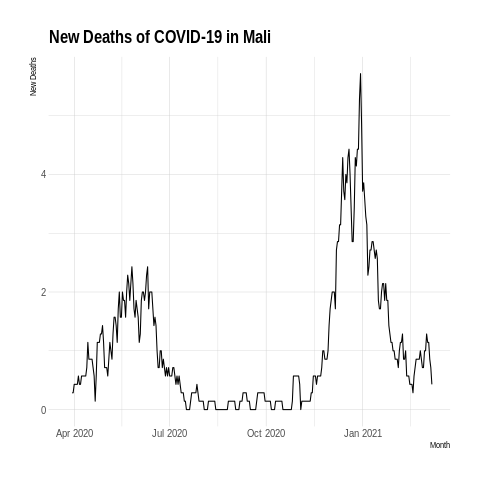 New Deaths of COVID-19 in Mali
New Deaths
4
2
0
Apr 2020 Jul 2020 Oct 2020 Jan 2021
Month